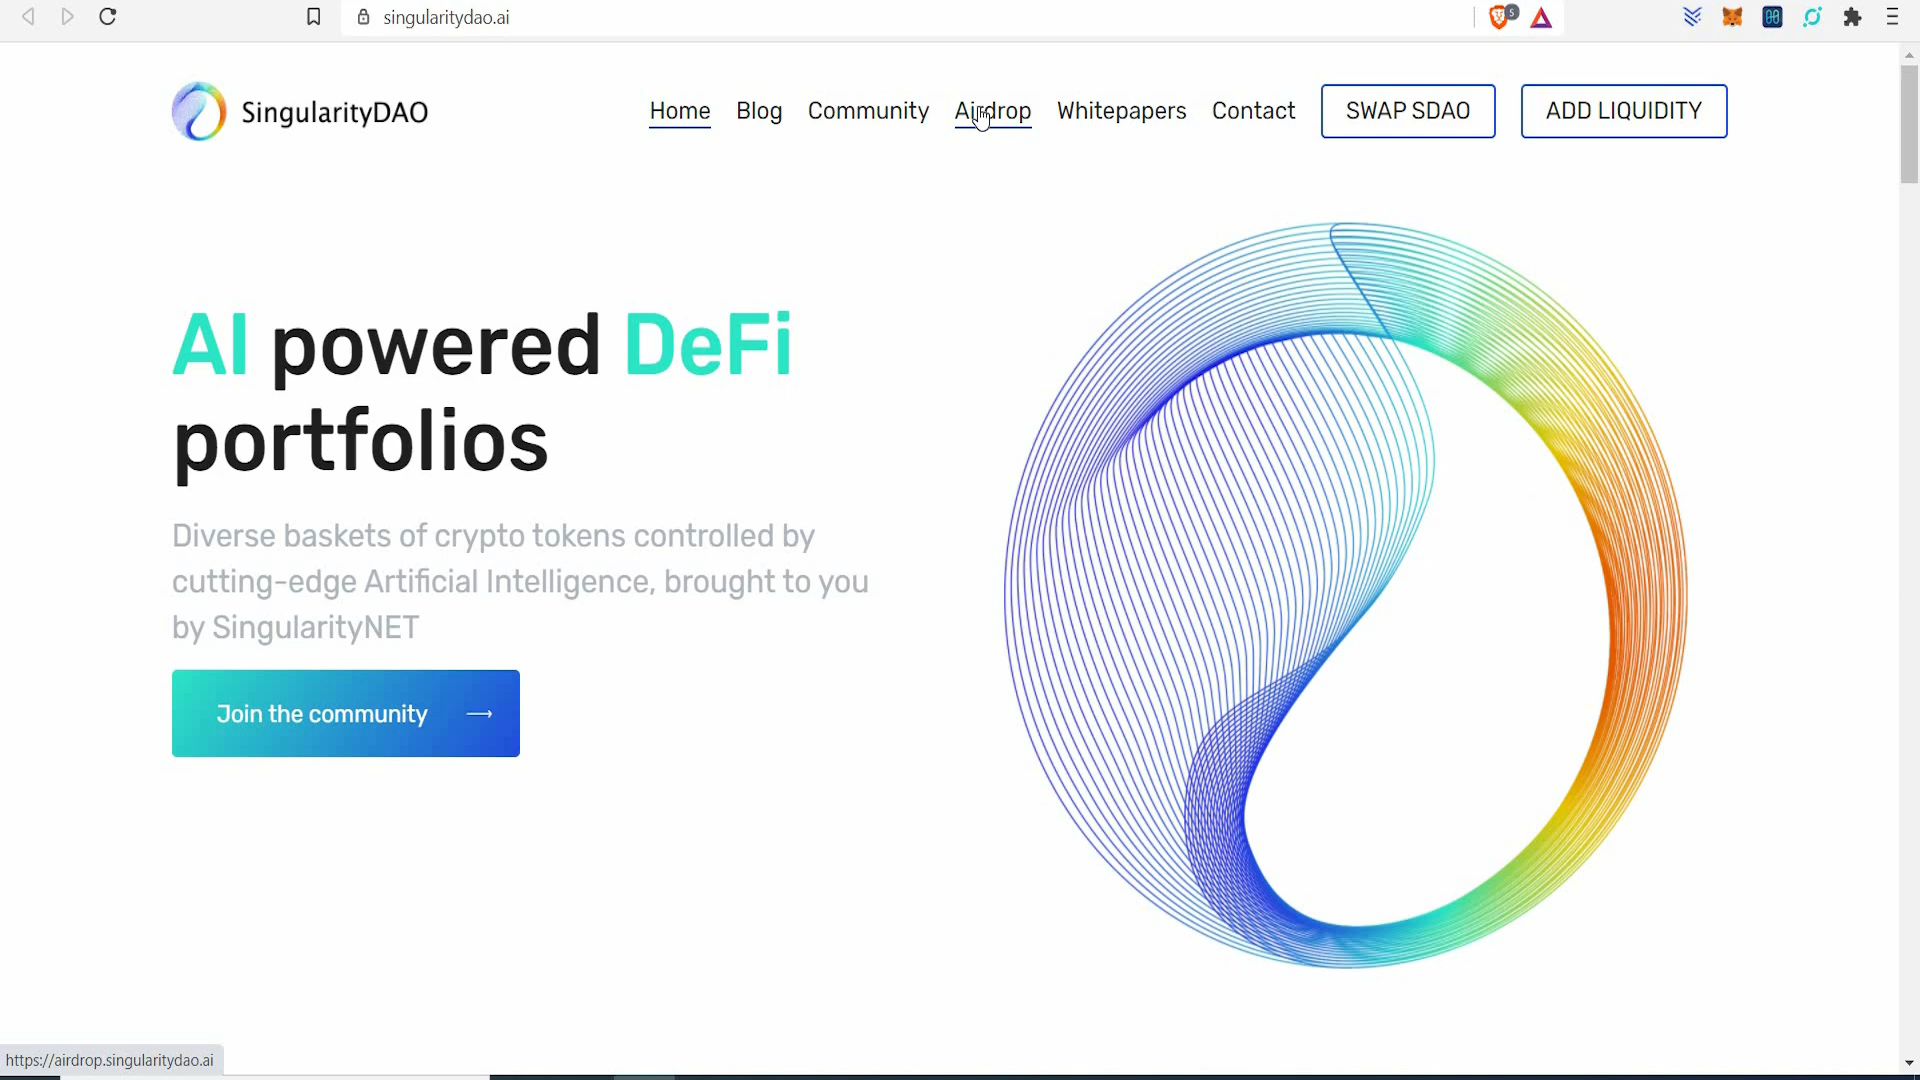 singularitydao.ai
5
SingularityDAO
Home Blog Community Airdrop Whitepapers Contact SWAP SDAO ADD LIQUIDITY
AI powered DeFi
portfolios
Diverse baskets of crypto tokens controlled by
cutting-edge Artificial Intelligence, brought to you
by SingularityNET
Join the community
https://airdrop.singularitydao.ai